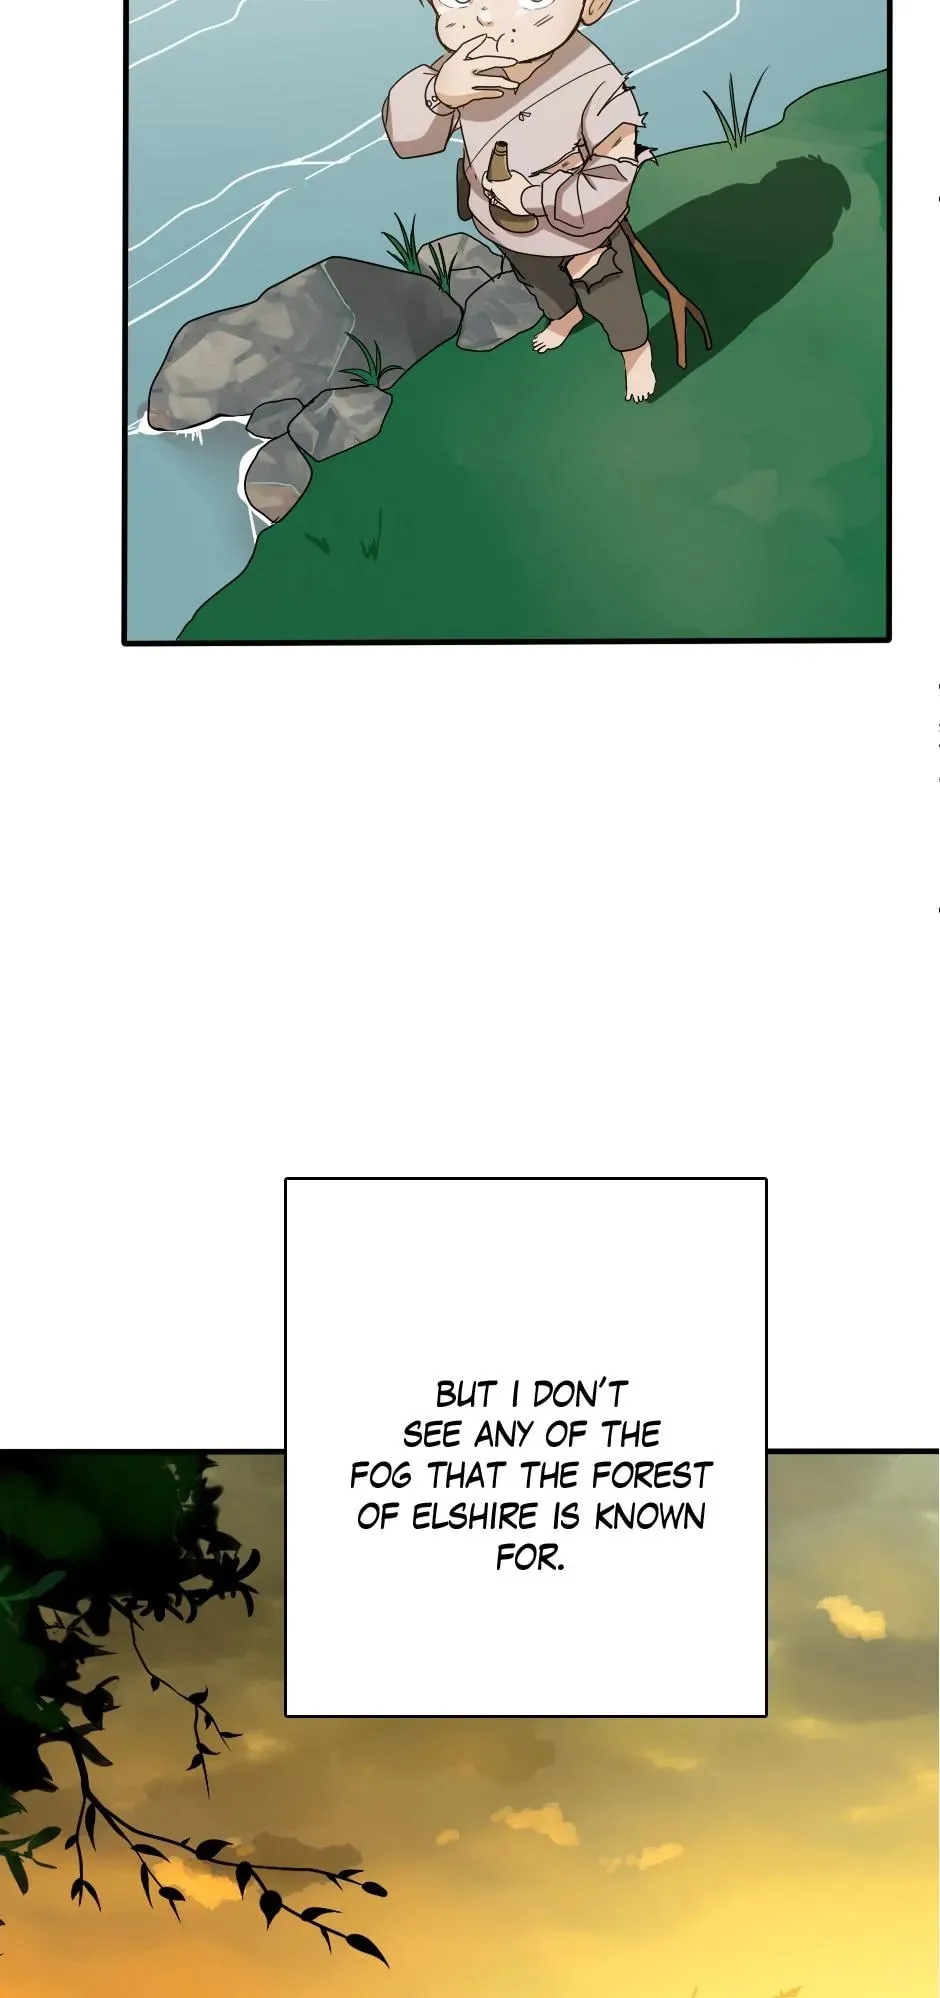 BUT I DON'T
SEE ANY OF THE
FOG THAT THE FOREST
OF ELSHIRE IS KNOWN
FOR.